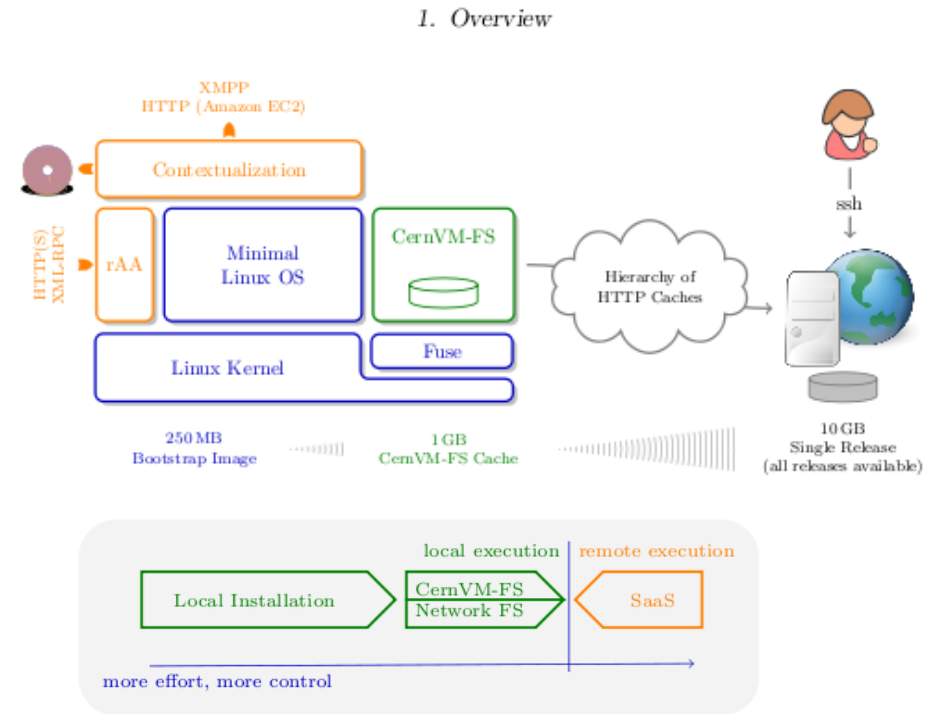 1. Overview
XMPP
HTTP (Amazon EC2)
Contextualization
HTTP(S)
XML-RPC
rAA
Minimal
Linux OS
CernVM-FS
Hierarchy of
HTTP Caches
ssh
Linux Kernel
Fuse
250 MB
Bootstrap Image
1 GB
CernVM-FS Cache
10 GB
Single Release
(all releases available)
local execution
remote execution
Local Installation
CernVM-FS
Network FS
SaaS
more effort, more control